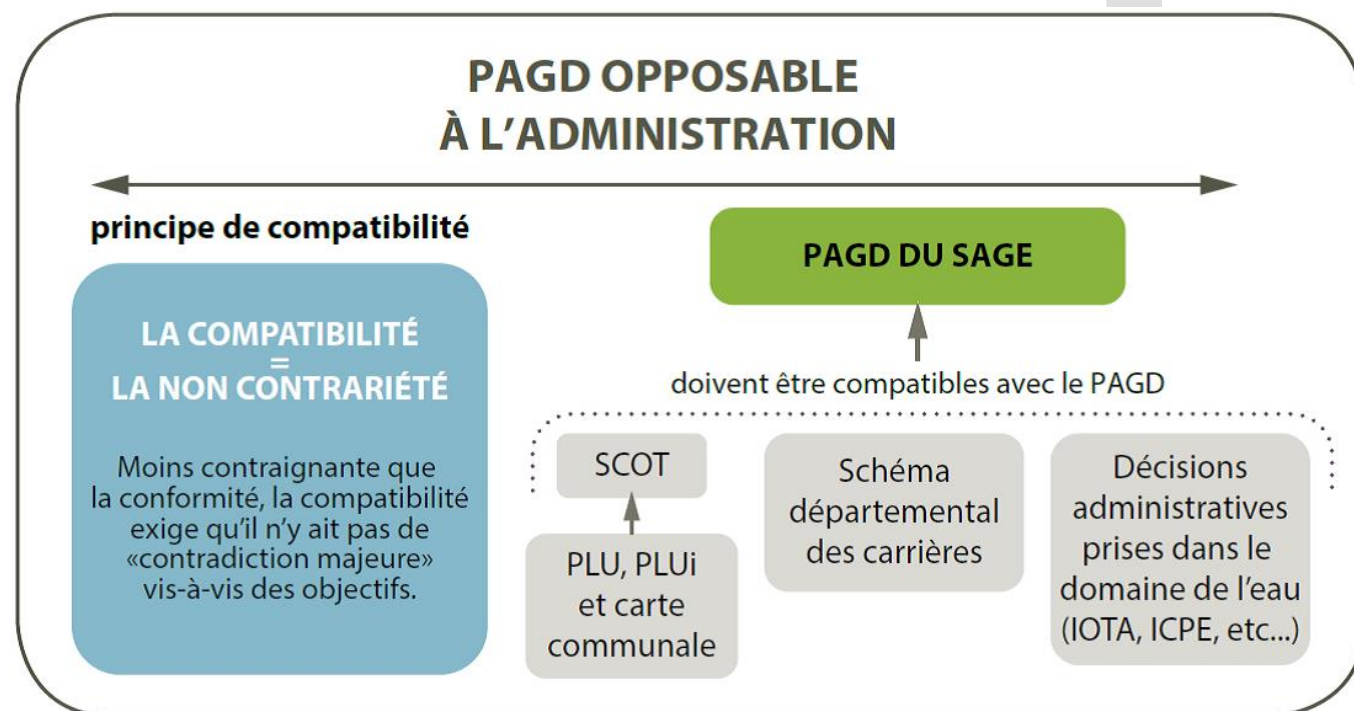 PAGD OPPOSABLE
À L’ADMINISTRATION
principe de compatibilité
LA COMPATIBILITÉ
=
LA NON CONTRARIÉTÉ
Moins contraignante que
la conformité, la compatibilité
exige qu’il n’y ait pas de
«contradiction majeure»
vis-à-vis des objectifs.
PAGD DU SAGE
doivent être compatibles avec le PAGD
SCOT
PLU, PLUi
et carte
communale
Schéma
départemental
des carrières
Décisions
administratives
prises dans le
domaine de l’eau
(IOTA, ICPE, etc...)